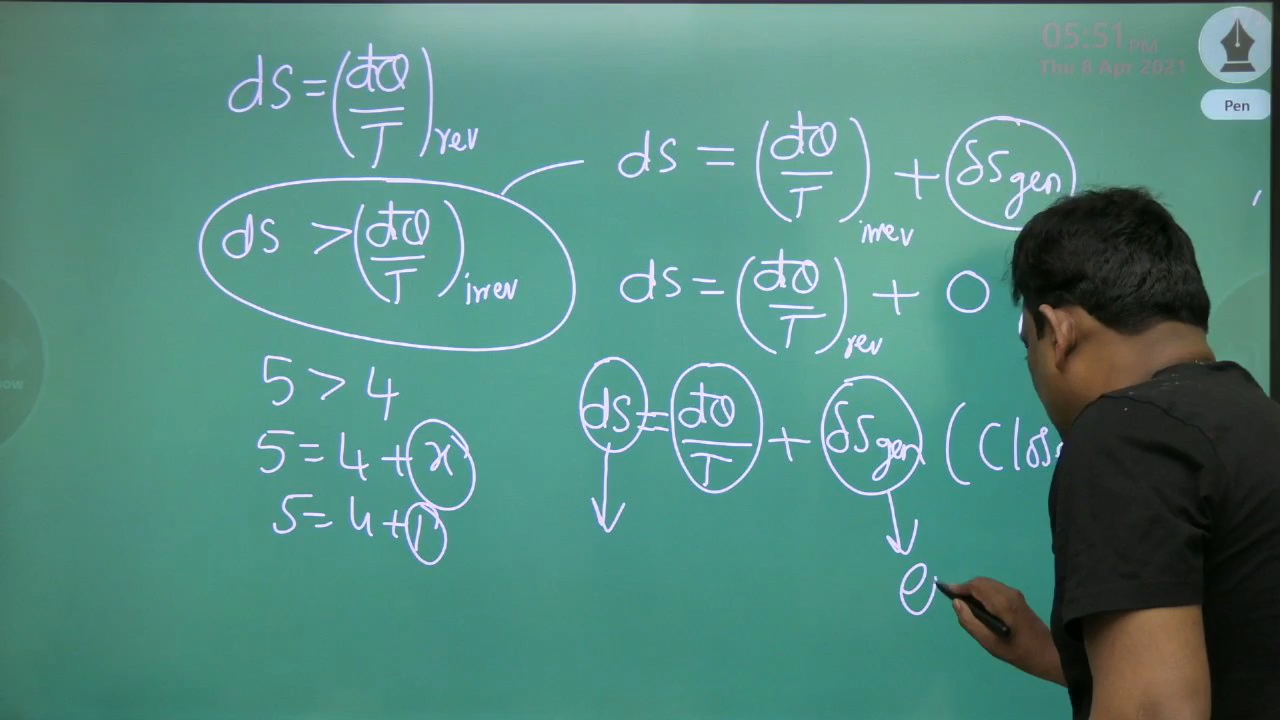 05:51 PM
Thu 8 Apr 2021
Pen
dS = (đQ/T)rev
dS > (đQ/T)irrev
5 > 4
5 = 4 + x
5 = 4 + 1
dS = (đQ/T)irrev + δSgen
dS = (đQ/T)rev + 0
dS = đQ/T + δSgen (Clos
e